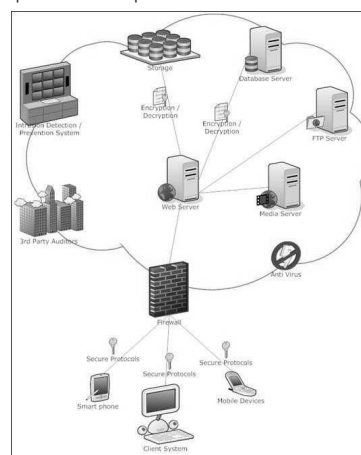 Storage
Database Server
Encryption /
Decryption
Encryption /
Decryption
Intrusion Detection /
Prevention System
FTP Server
Web Server
Media Server
3rd Party Auditors
Anti Virus
Firewall
Secure Protocols
Secure Protocols
Secure Protocols
Smart phone
Mobile Devices
Client System